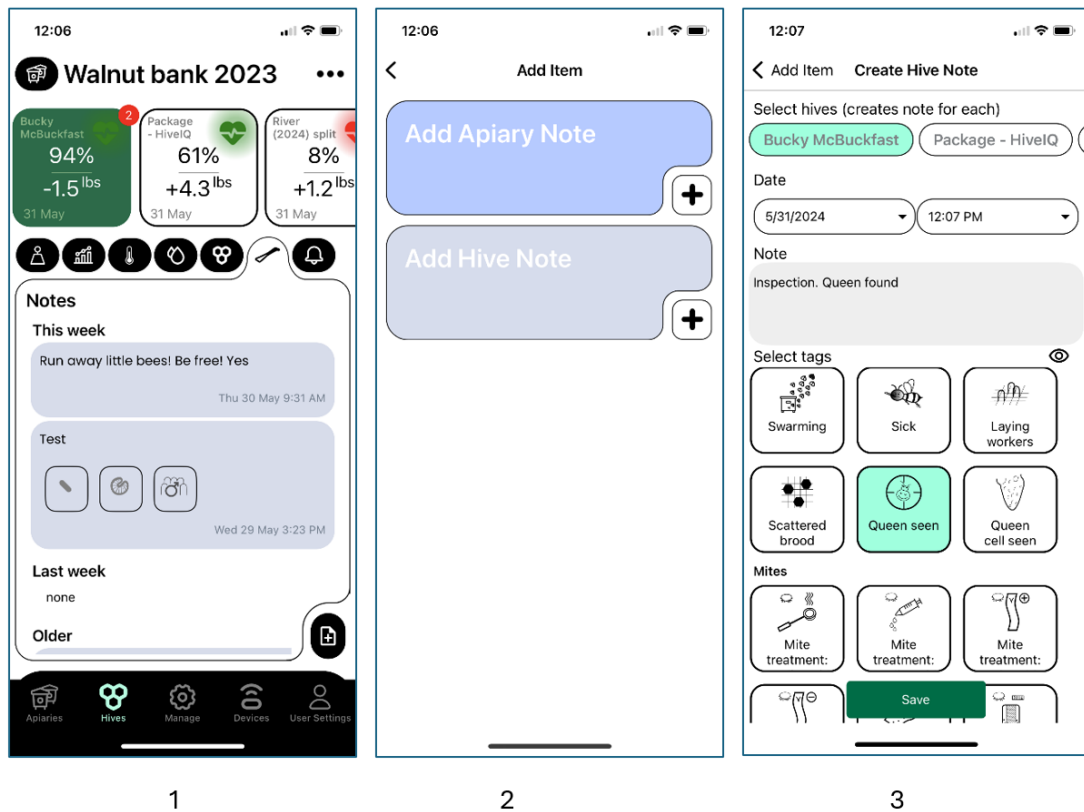 12:06
Walnut bank 2023
Bucky
McBuckfast
2
94%
-1.5 lbs
31 May
Package
- HiveIQ
61%
+4.3 lbs
31 May
River
(2024) split
8%
+1.2 lbs
31 May
Notes
This week
Run away little bees! Be free! Yes
Thu 30 May 9:31 AM
Test
Wed 29 May 3:23 PM
Last week
none
Older
Apiaries
Hives
Manage
Devices
User Settings
1
12:06
Add Item
Add Apiary Note
Add Hive Note
2
12:07
Add Item Create Hive Note
Select hives (creates note for each)
Bucky McBuckfast
Package - HiveIQ
Date
5/31/2024
12:07 PM
Note
Inspection. Queen found
Select tags
Swarming
Sick
Laying
workers
Scattered
brood
Queen seen
Queen
cell seen
Mites
Mite
treatment:
Mite
treatment:
Mite
treatment:
Save
3